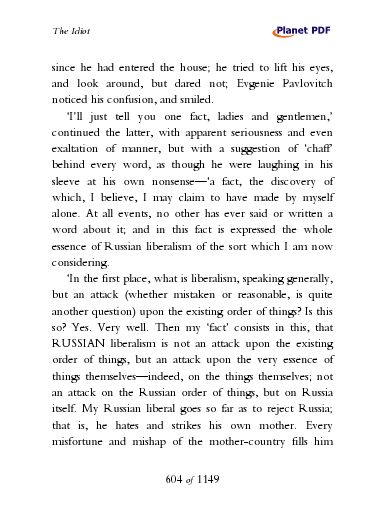 The Idiot
Planet PDF
since he had entered the house; he tried to lift his eyes,
and look around, but dared not; Evgenie Pavlovitch
noticed his confusion, and smiled.
‘I’ll just tell you one fact, ladies and gentlemen,’
continued the latter, with apparent seriousness and even
exaltation of manner, but with a suggestion of ‘chaff’
behind every word, as though he were laughing in his
sleeve at his own nonsense—‘a fact, the discovery of
which, I believe, I may claim to have made by myself
alone. At all events, no other has ever said or written a
word about it; and in this fact is expressed the whole
essence of Russian liberalism of the sort which I am now
considering.
‘In the first place, what is liberalism, speaking generally,
but an attack (whether mistaken or reasonable, is quite
another question) upon the existing order of things? Is this
so? Yes. Very well. Then my ‘fact’ consists in this, that
RUSSIAN liberalism is not an attack upon the existing
order of things, but an attack upon the very essence of
things themselves—indeed, on the things themselves; not
an attack on the Russian order of things, but on Russia
itself. My Russian liberal goes so far as to reject Russia;
that is, he hates and strikes his own mother. Every
misfortune and mishap of the mother-country fills him
604 of 1149